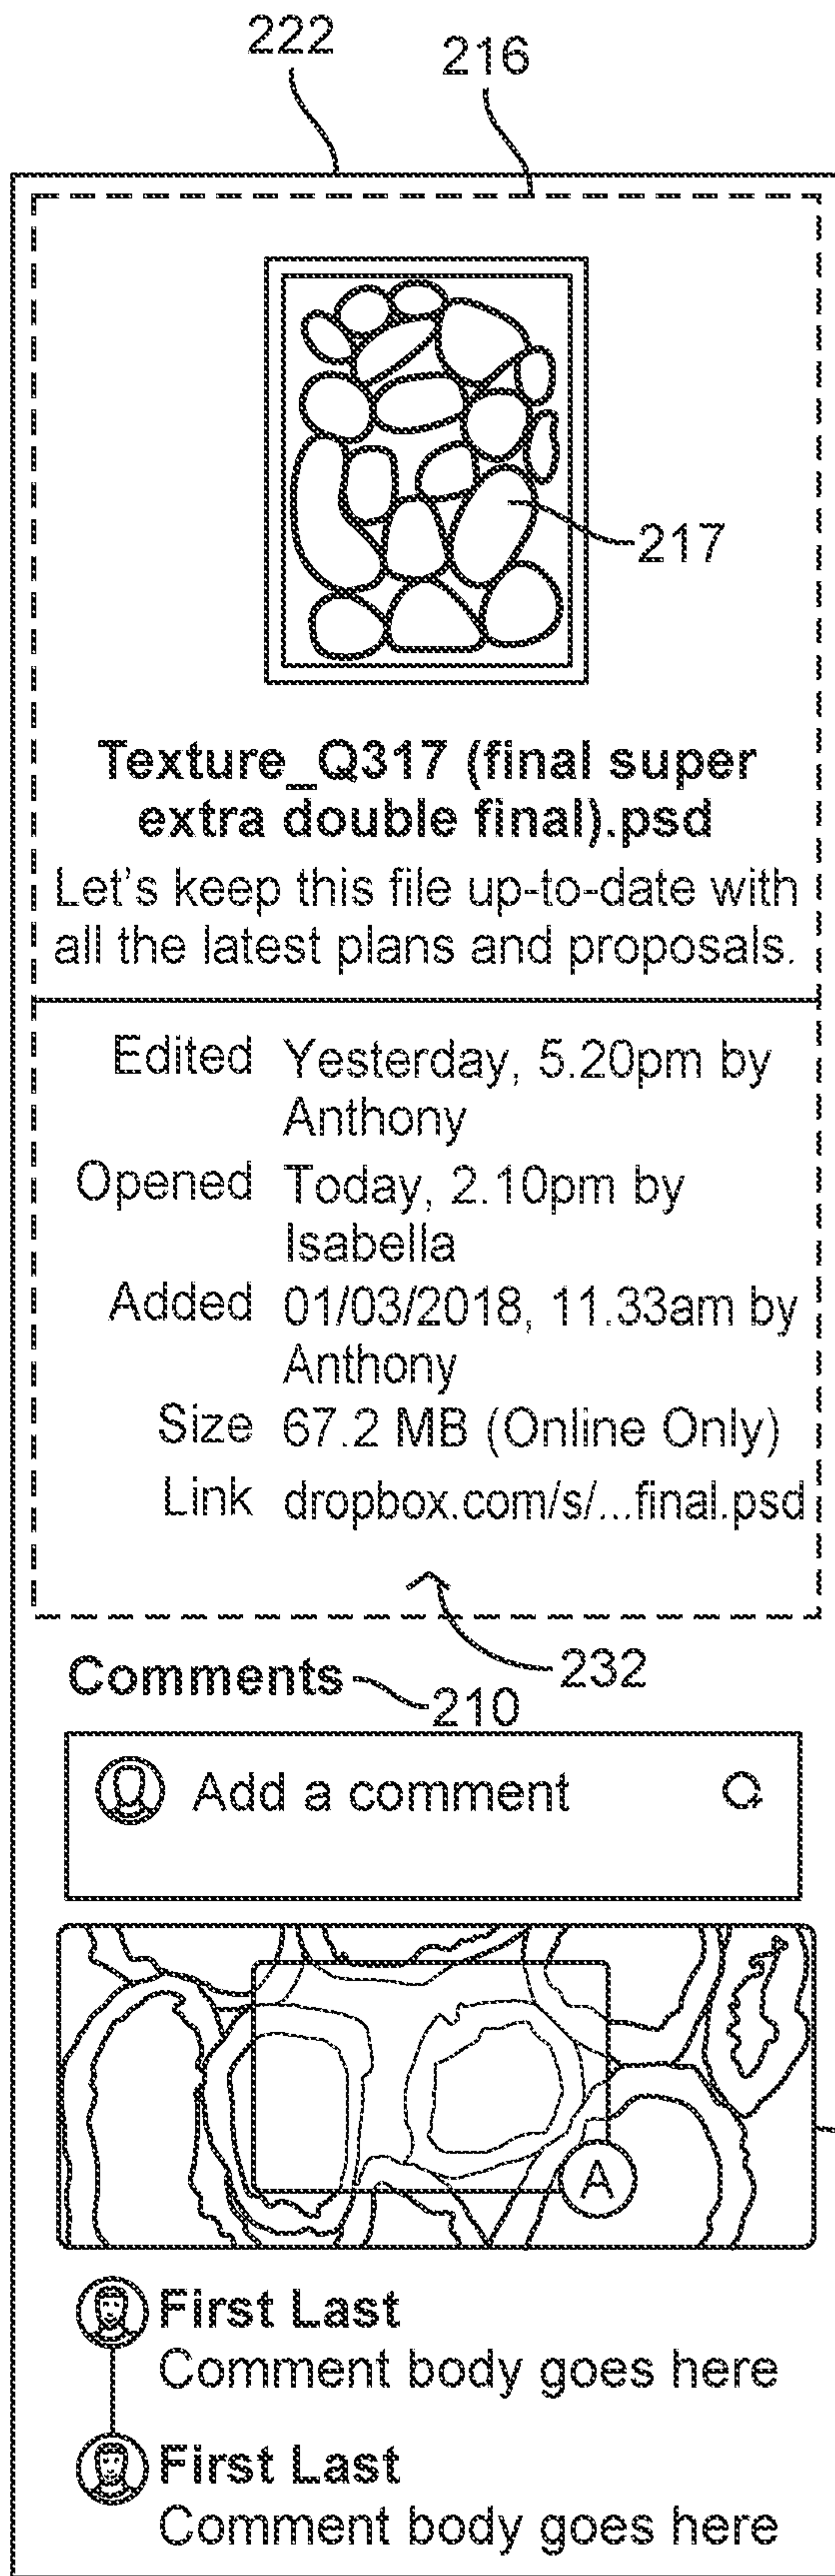 222
216
217
Texture_Q317 (final super
extra double final).psd
Let's keep this file up-to-date with
all the latest plans and proposals.
Edited Yesterday, 5.20pm by
Anthony
Opened Today, 2.10pm by
Isabella
Added 01/03/2018, 11.33am by
Anthony
Size 67.2 MB (Online Only)
Link dropbox.com/s/...final.psd
232
Comments
210
Add a comment
A
First Last
Comment body goes here
First Last
Comment body goes here